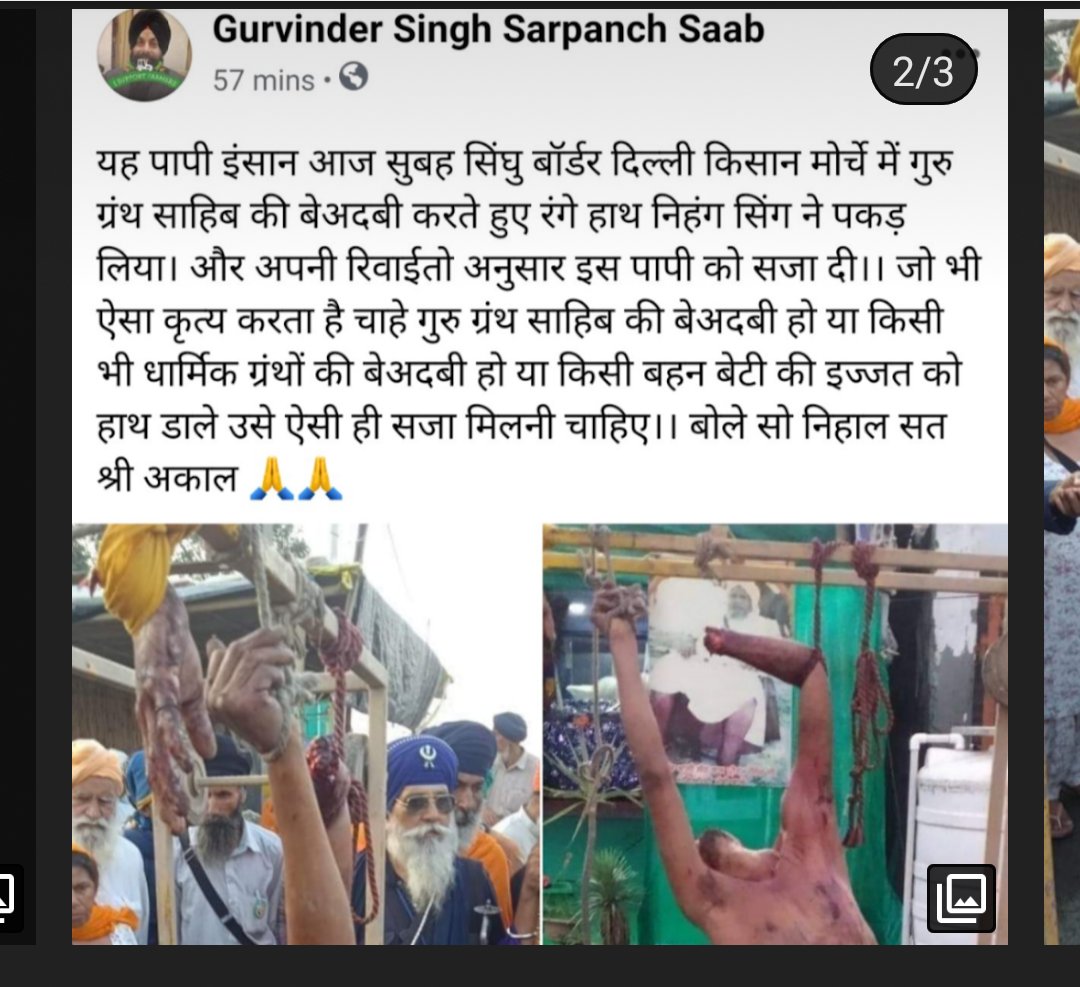 Gurvinder Singh Sarpanch Saab
57 mins ·
2/3
यह पापी इंसान आज सुबह सिंघु बॉर्डर दिल्ली किसान मोर्चे में गुरु
ग्रंथ साहिब की बेअदबी करते हुए रंगे हाथ निहंग सिंग ने पकड़
लिया। और अपनी रिवाईतो अनुसार इस पापी को सजा दी।। जो भी
ऐसा कृत्य करता है चाहे गुरु ग्रंथ साहिब की बेअदबी हो या किसी
भी धार्मिक ग्रंथों की बेअदबी हो या किसी बहन बेटी की इज्जत को
हाथ डाले उसे ऐसी ही सजा मिलनी चाहिए।। बोले सो निहाल सत
श्री अकाल 🙏🙏